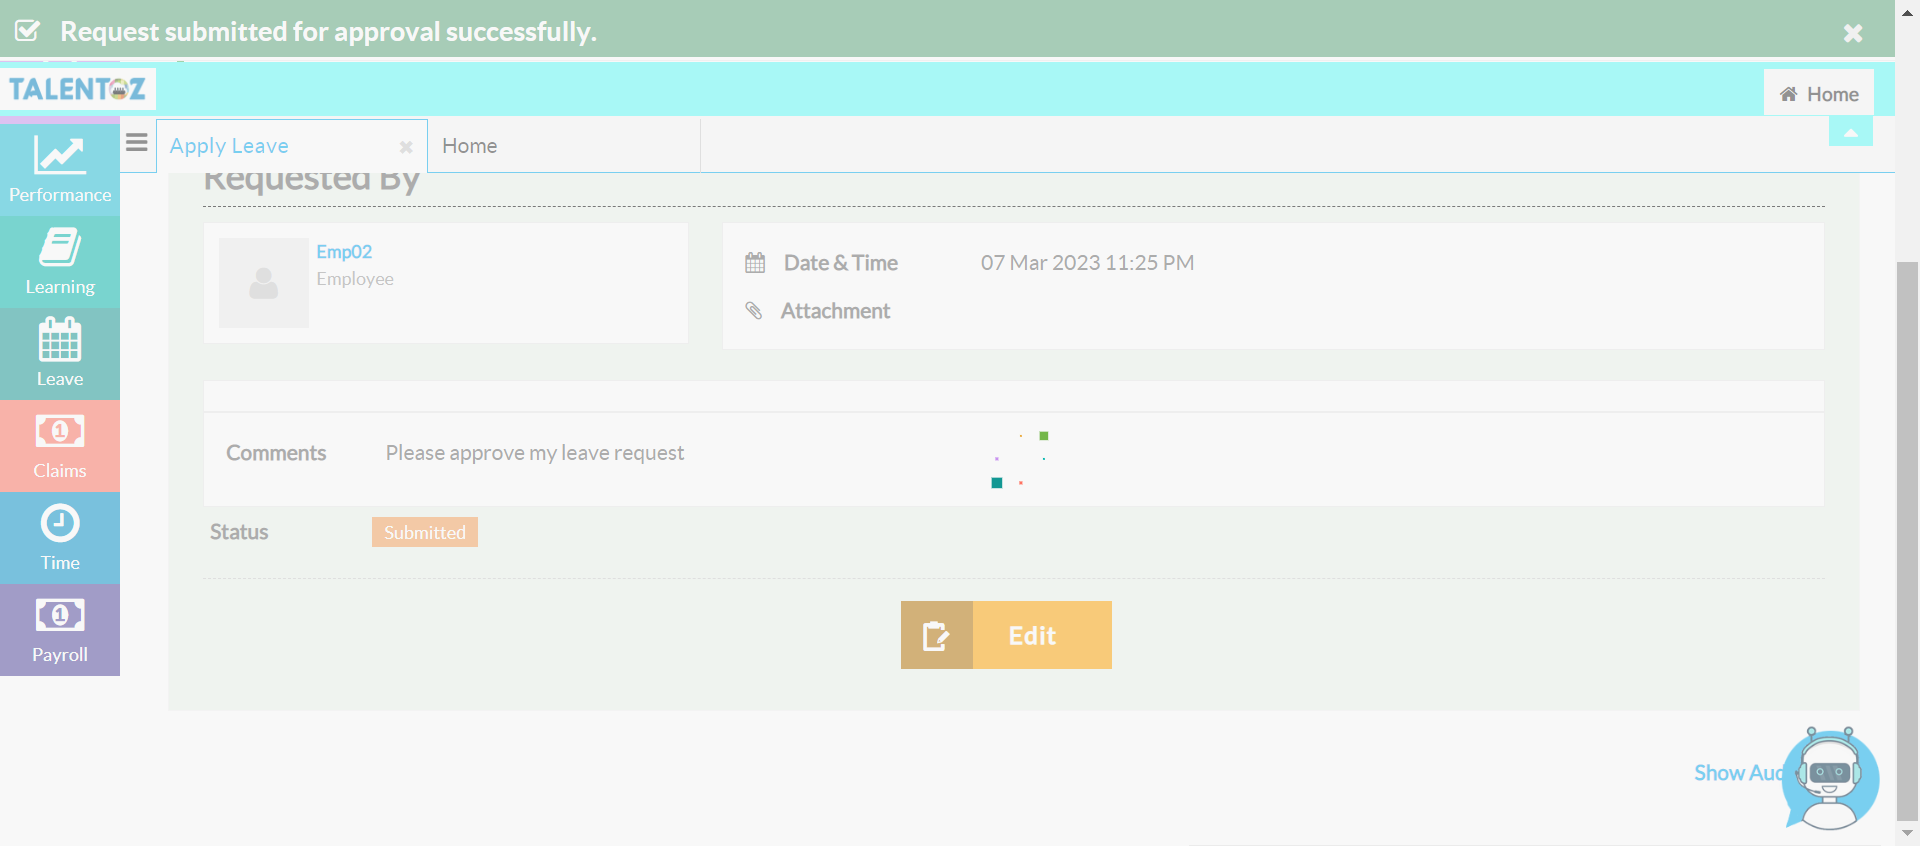 Request submitted for approval successfully.
TALENTOZ
Home
Apply Leave
Home
Performance
Learning
Leave
Claims
Time
Payroll
Requested By
Emp02
Employee
Date & Time 07 Mar 2023 11:25 PM
Attachment
Comments Please approve my leave request
Status Submitted
Edit
Show